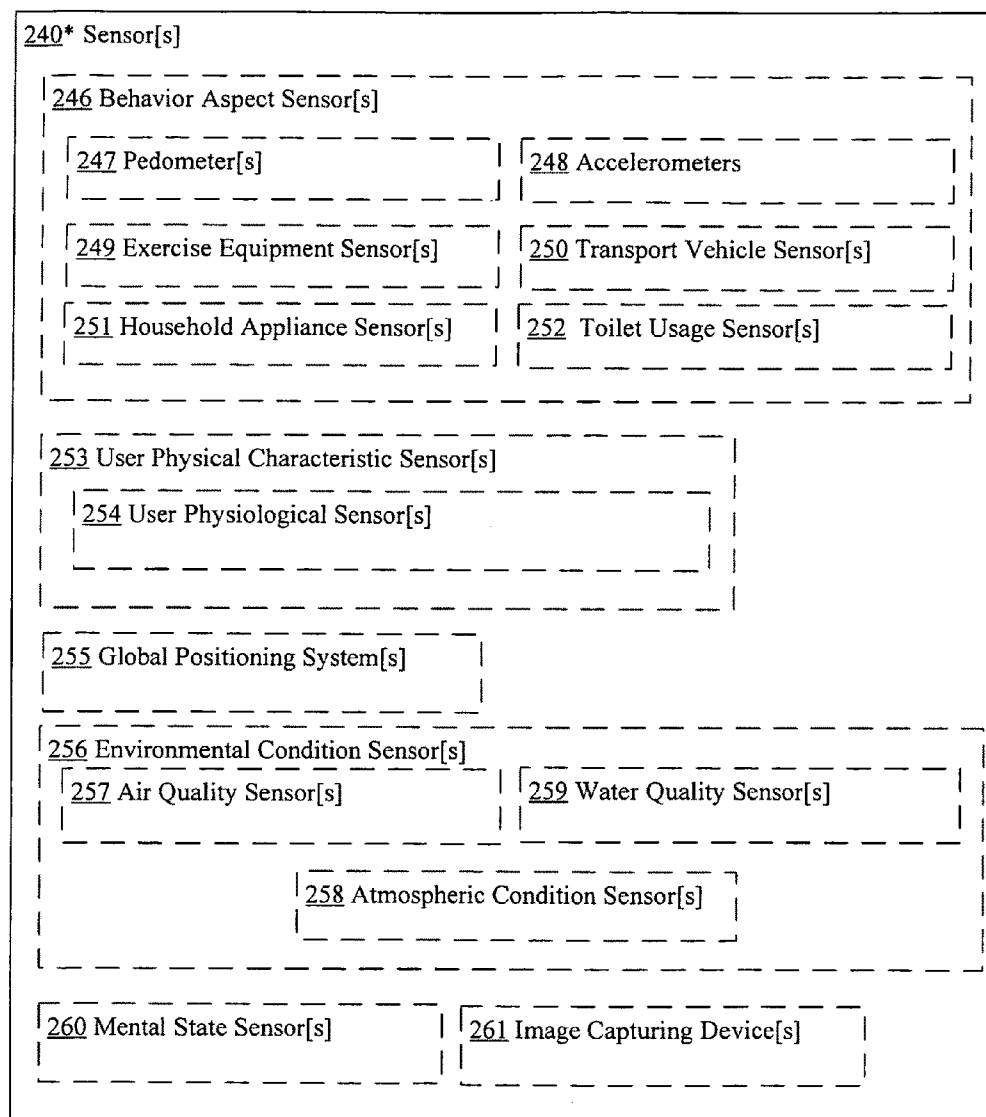 240* Sensor[s]
246 Behavior Aspect Sensor[s]
247 Pedometer[s]
248 Accelerometers
249 Exercise Equipment Sensor[s]
250 Transport Vehicle Sensor[s]
251 Household Appliance Sensor[s]
252 Toilet Usage Sensor[s]
253 User Physical Characteristic Sensor[s]
254 User Physiological Sensor[s]
255 Global Positioning System[s]
256 Environmental Condition Sensor[s]
257 Air Quality Sensor[s]
259 Water Quality Sensor[s]
258 Atmospheric Condition Sensor[s]
260 Mental State Sensor[s]
261 Image Capturing Device[s]